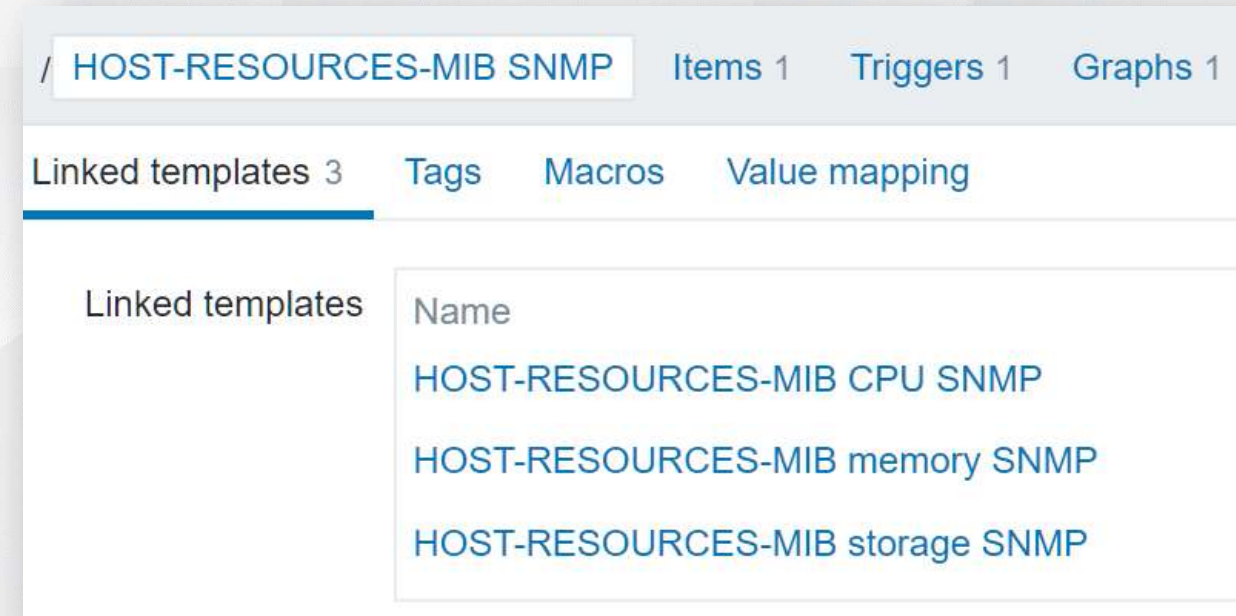 / HOST-RESOURCES-MIB SNMP Items 1 Triggers 1 Graphs 1
Linked templates 3 Tags Macros Value mapping
Linked templates
Name
HOST-RESOURCES-MIB CPU SNMP
HOST-RESOURCES-MIB memory SNMP
HOST-RESOURCES-MIB storage SNMP